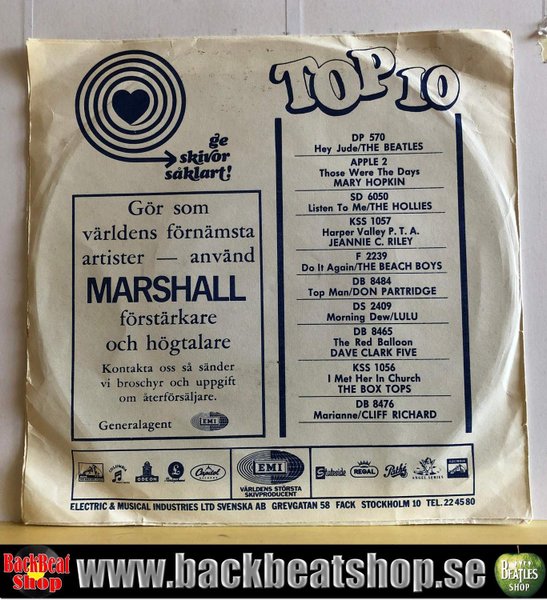 ge
skivor
såklart!
Gör som
världens förnämsta
artister — använd
MARSHALL
förstärkare
och högtalare
Kontakta oss så sänder
vi broschyr och uppgift
om återförsäljare.
Generalagent EMI
TOP 10
DP 570
Hey Jude/THE BEATLES
APPLE 2
Those Were The Days
MARY HOPKIN
SD 6050
Listen To Me/THE HOLLIES
KSS 1057
Harper Valley P. T. A.
JEANNIE C. RILEY
F 2239
Do It Again/THE BEACH BOYS
DB 8484
Top Man/DON PARTRIDGE
DS 2409
Morning Dew/LULU
DB 8465
The Red Balloon
DAVE CLARK FIVE
KSS 1056
I Met Her In Church
THE BOX TOPS
DB 8476
Marianne/CLIFF RICHARD
ODEON
Capitol
EMI
VÄRLDENS STÖRSTA
SKIVPRODUCENT
Stateside
REGAL
Pathé
ANGEL SERIES
COLUMBIA
ELECTRIC & MUSICAL INDUSTRIES LTD SVENSKA AB GREVGATAN 58 FACK STOCKHOLM 10 TEL. 22 45 80
BackBeat
Shop
www.backbeatshop.se
BEATLES
SHOP